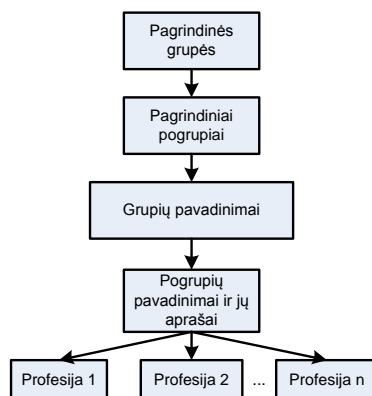 Pagrindinės
grupės
Pagrindiniai
pogrupiai
Grupių pavadinimai
Pogrupių
pavadinimai ir jų
aprašai
Profesija 1 Profesija 2 ... Profesija n